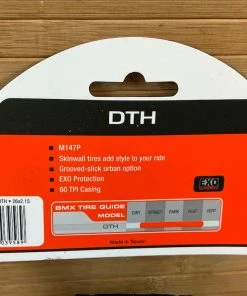 DTH
M147P
Skinwall tires add style to your ride
Grooved-slick urban option
EXO Protection
60 TPI Casing
EXO
DTH • 26x2.15
BMX TIRE GUIDE
MODEL
DIRT STREET PARK FLAT VERT
DTH
Made in Taiwan